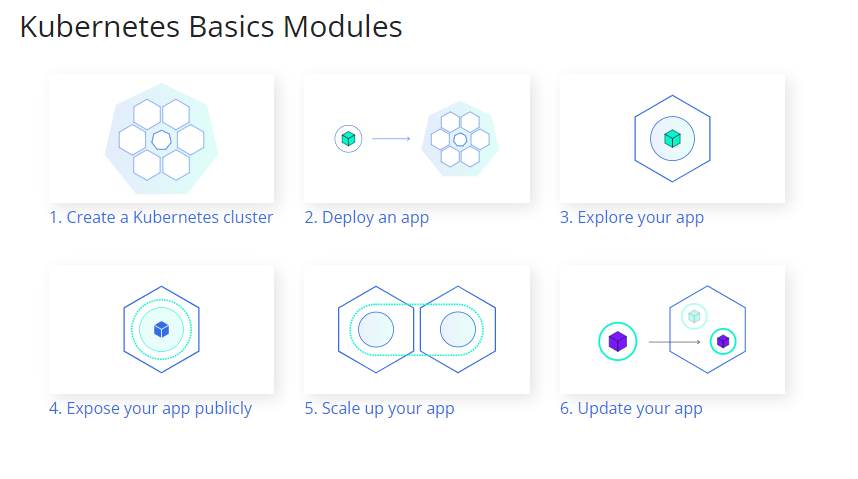 Kubernetes Basics Modules
1. Create a Kubernetes cluster
2. Deploy an app
3. Explore your app
4. Expose your app publicly
5. Scale up your app
6. Update your app